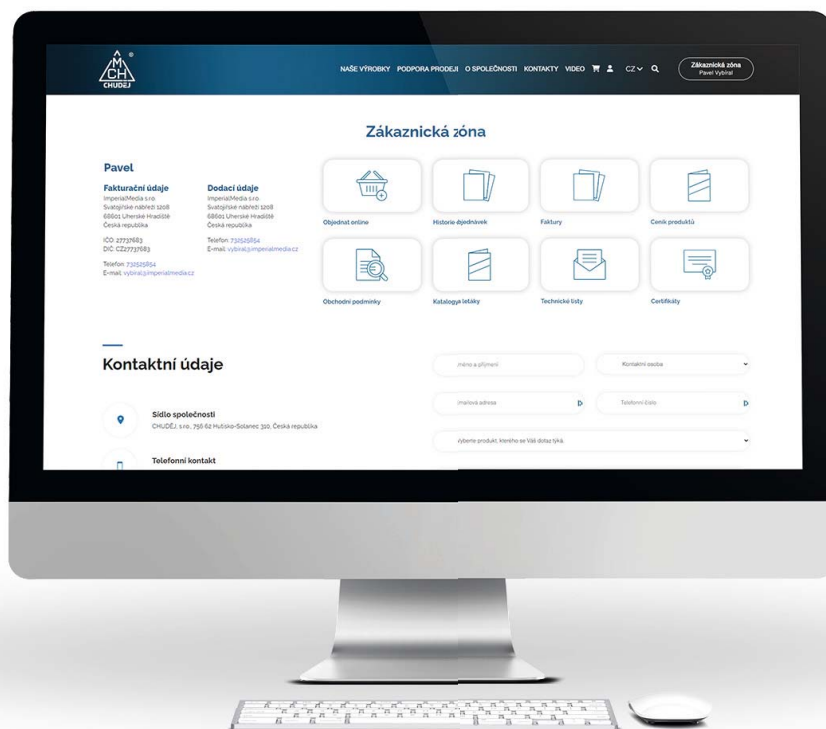 MCH ®
CHUDĚJ
NAŠE VÝROBKY PODPORA PRODEJI O SPOLEČNOSTI KONTAKTY VIDEO CZ
Zákaznická zóna
Pavel Vybíral
Zákaznická zóna
Pavel
Fakturační údaje
ImperialMedia s.r.o.
Svatojiřské nábřeží 1208
68601 Uherské Hradiště
Česká republika
IČO: 27737683
DIČ: CZ27737683
Telefon: 732525854
E-mail: vybiral@imperialmedia.cz
Dodací údaje
ImperialMedia s.r.o.
Svatojiřské nábřeží 1208
68601 Uherské Hradiště
Česká republika
Telefon: 732525854
E-mail: vybiral@imperialmedia.cz
Objednat online
Historie objednávek
Faktury
Ceník produktů
Obchodní podmínky
Katalogy a letáky
Technické listy
Certifikáty
Kontaktní údaje
Sídlo společnosti
CHUDĚJ, s.r.o., 756 62 Hutisko-Solanec 310, Česká republika
Telefonní kontakt
Jméno a příjmení
Kontaktní osoba
Emailová adresa
Telefonní číslo
Vyberte produkt, kterého se Váš dotaz týká.